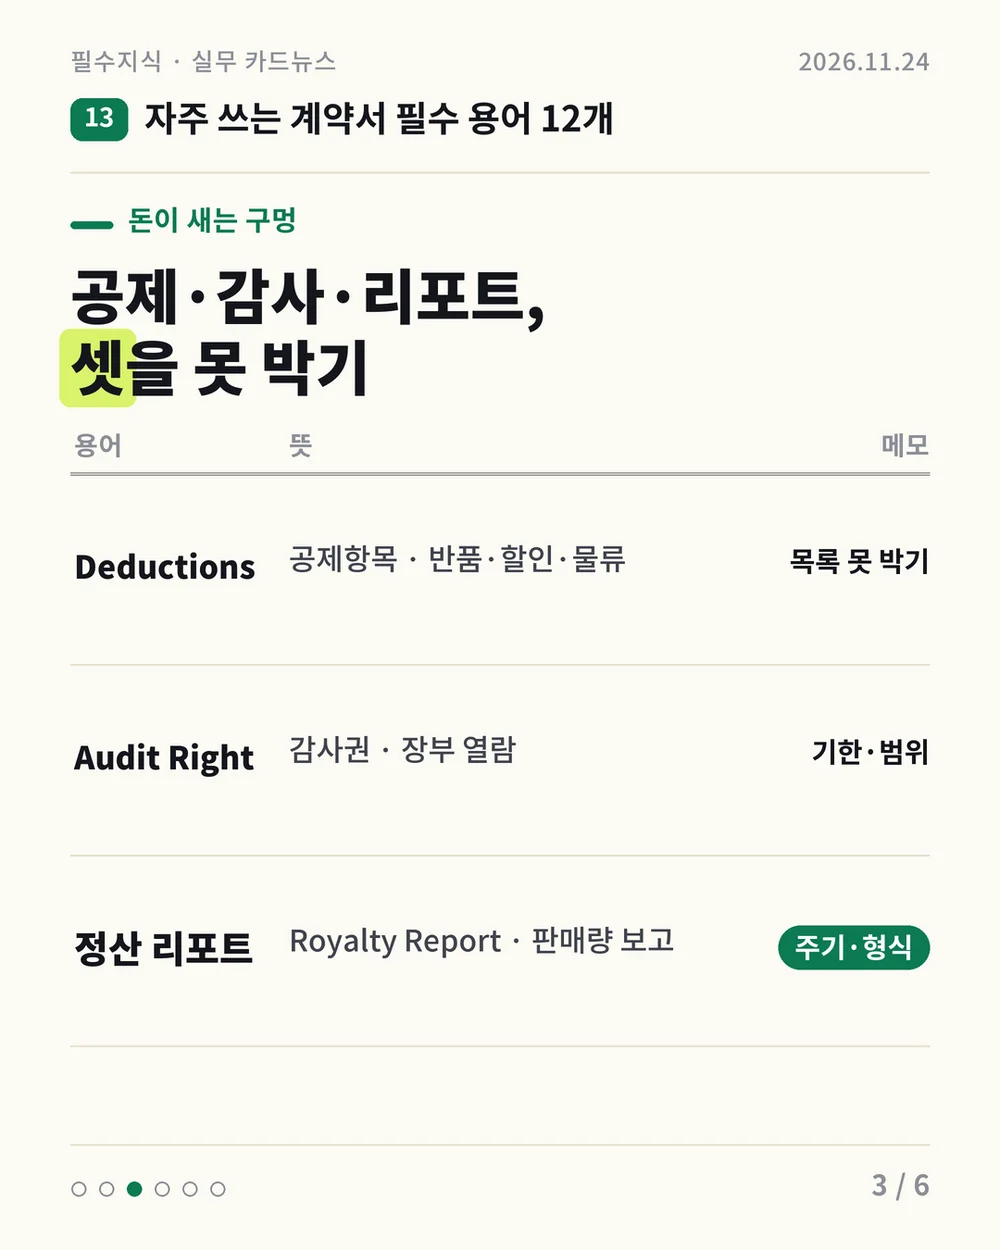 필수지식 · 실무 카드뉴스 2026.11.24
13 자주 쓰는 계약서 필수 용어 12개
돈이 새는 구멍
공제·감사·리포트,
셋을 못 박기
용어 뜻 메모
Deductions 공제항목 · 반품·할인·물류 목록 못 박기
Audit Right 감사권 · 장부 열람 기한·범위
정산 리포트 Royalty Report · 판매량 보고 주기·형식
3 / 6